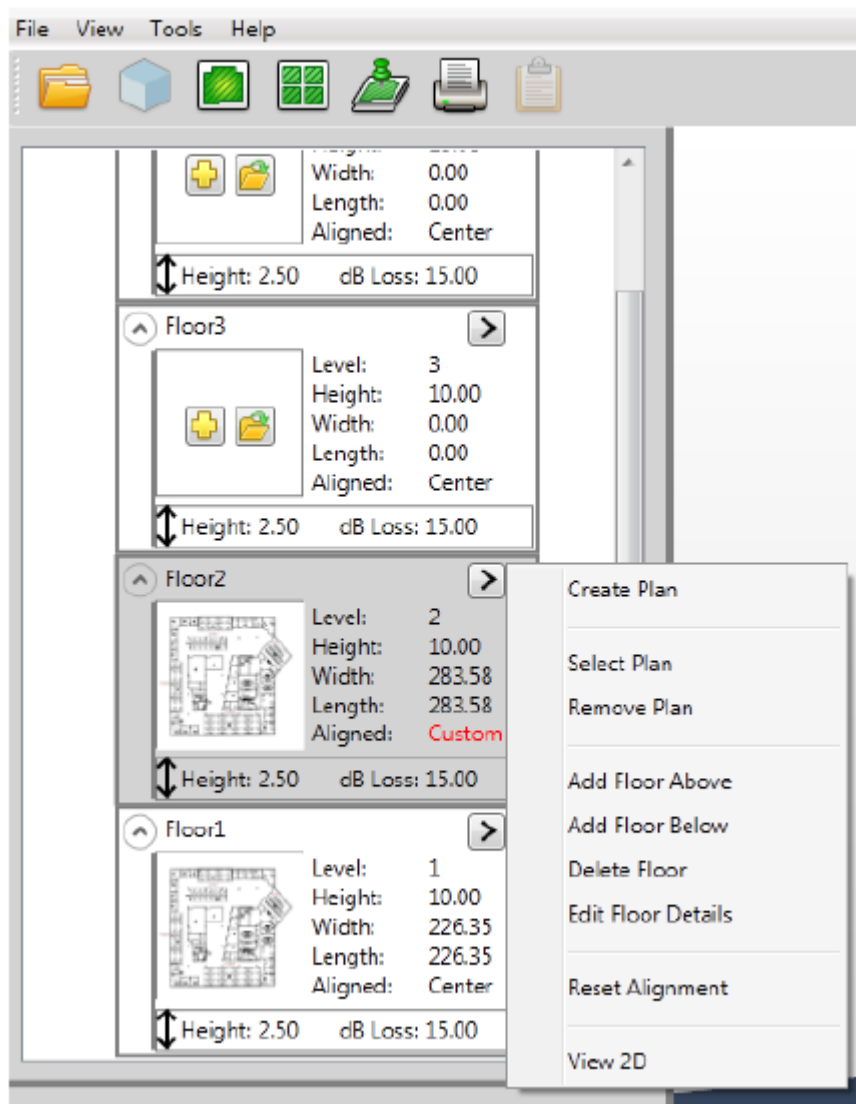 File View Tools Help
Width: 0.00
Length: 0.00
Aligned: Center
Height: 2.50 dB Loss: 15.00
Floor3
Level: 3
Height: 10.00
Width: 0.00
Length: 0.00
Aligned: Center
Height: 2.50 dB Loss: 15.00
Floor2
Level: 2
Height: 10.00
Width: 283.58
Length: 283.58
Aligned: Custom
Height: 2.50 dB Loss: 15.00
Floor1
Level: 1
Height: 10.00
Width: 226.35
Length: 226.35
Aligned: Center
Height: 2.50 dB Loss: 15.00
Create Plan
Select Plan
Remove Plan
Add Floor Above
Add Floor Below
Delete Floor
Edit Floor Details
Reset Alignment
View 2D